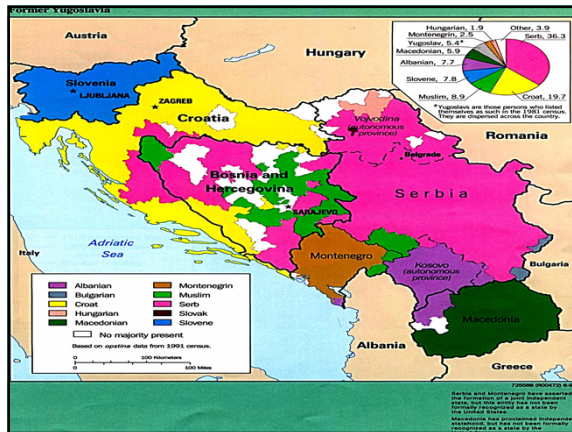 Former Yugoslavia
Austria
Hungary
Romania
Italy
Adriatic
Sea
Bulgaria
Albania
Greece
Slovenia
LJUBLJANA
ZAGREB
Croatia
Vojvodina
(autonomous
province)
Belgrade
Bosnia and
Hercegovina
SARAJEVO
Serbia
Montenegro
Kosovo
(autonomous
province)
Macedonia
Hungarian, 1.9
Montenegrin, 2.5
Yugoslav, 5.4*
Macedonian, 5.9
Albanian, 7.7
Slovene, 7.8
Muslim, 8.9
Other, 3.9
Serb, 36.3
Croat, 19.7
*Yugoslavs are those persons who listed
themselves as such in the 1981 census.
They are dispersed across the country.
Albanian
Bulgarian
Croat
Hungarian
Macedonian
Montenegrin
Muslim
Serb
Slovak
Slovene
No majority present
Based on opstina data from 1991 census.
0 100 Kilometers
0 100 Miles
Serbia and Montenegro have asserted
the formation of a joint independent
state, but this entity has not been
formally recognized as a state by
the United States.
Macedonia has proclaimed independent
statehood, but has not been formally
recognized as a state by the